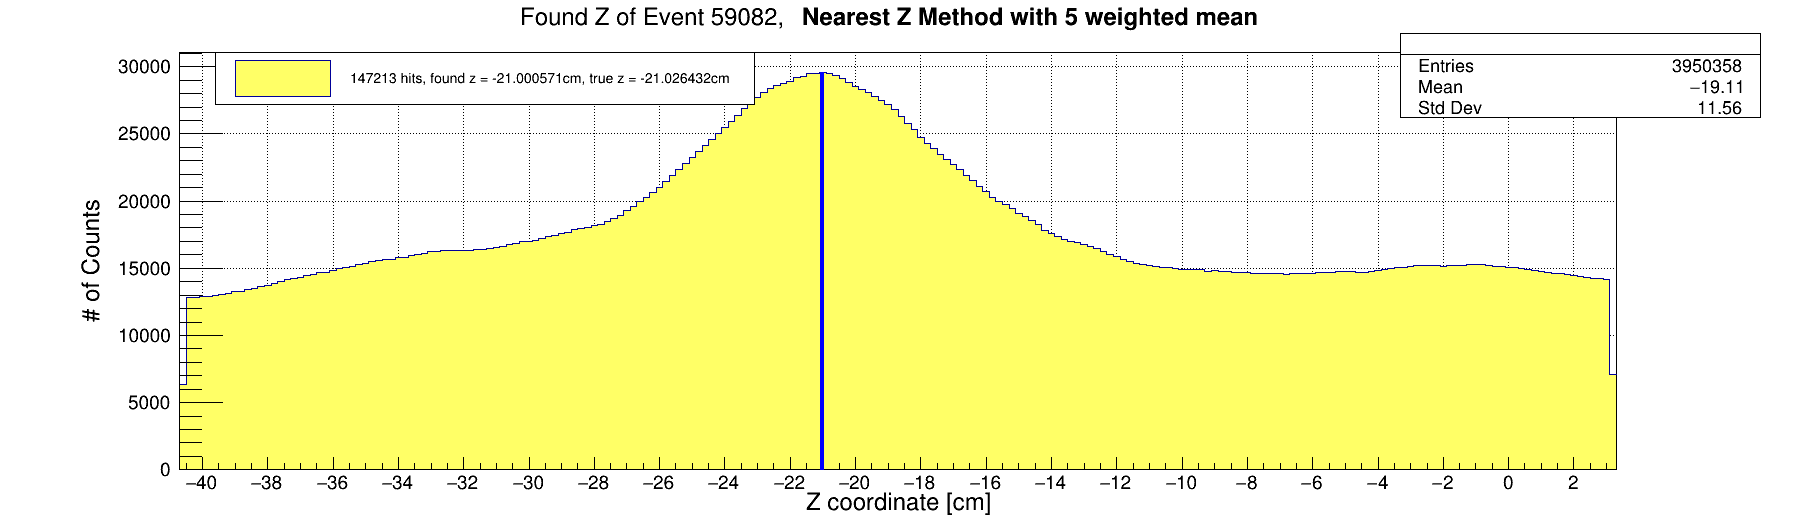 Found Z of Event 59082, Nearest Z Method with 5 weighted mean
147213 hits, found z = -21.000571cm, true z = -21.026432cm
Entries 3950358
Mean −19.11
Std Dev 11.56
# of Counts
30000
25000
20000
15000
10000
5000
0
−40 −38 −36 −34 −32 −30 −28 −26 −24 −22 −20 −18 −16 −14 −12 −10 −8 −6 −4 −2 0 2
Z coordinate [cm]